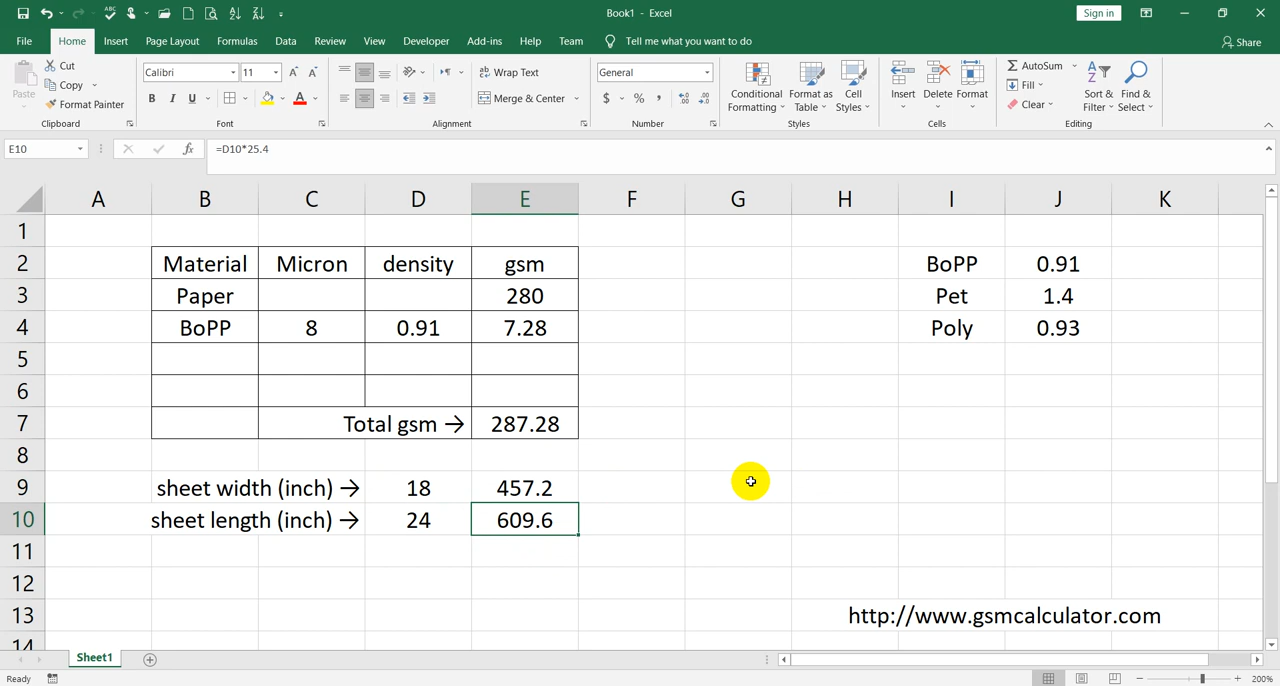 Book1 - Excel
Sign in
File Home Insert Page Layout Formulas Data Review View Developer Add-ins Help Team Tell me what you want to do Share
Paste Cut Copy Format Painter Clipboard
Calibri 11 B I U Font
Wrap Text Merge & Center Alignment
General $ % , Number
Conditional Formatting Format as Table Cell Styles Styles
Insert Delete Format Cells
AutoSum Fill Clear Sort & Filter Find & Select Editing
E10 fx =D10*25.4
A B C D E F G H I J K
1
2 Material Micron density gsm BoPP 0.91
3 Paper 280 Pet 1.4
4 BoPP 8 0.91 7.28 Poly 0.93
5
6
7 Total gsm → 287.28
8
9 sheet width (inch) → 18 457.2
10 sheet length (inch) → 24 609.6
11
12
13 http://www.gsmcalculator.com
14
Sheet1
Ready 200%